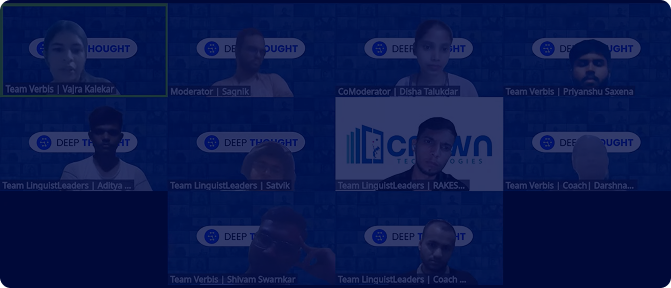 DEEP THOUGHT
Team Verbis | Vajra Kalekar
DEEP THOUGHT
Moderator | Sagnik
DEEP THOUGHT
CoModerator | Disha Talukdar
DEEP THOUGHT
Team Verbis | Priyanshu Saxena
DEEP THOUGHT
Team LinguistLeaders | Aditya ...
DEEP THOUGHT
Team LinguistLeaders | Satvik
CROWN
TECHNOLOGIES
Team LinguistLeaders | RAKES...
DEEP THOUGHT
Team Verbis | Coach| Darshna...
DEEP THOUGHT
Team Verbis | Shivam Swarnkar
DEEP THOUGHT
Team LinguistLeaders | Coach ...